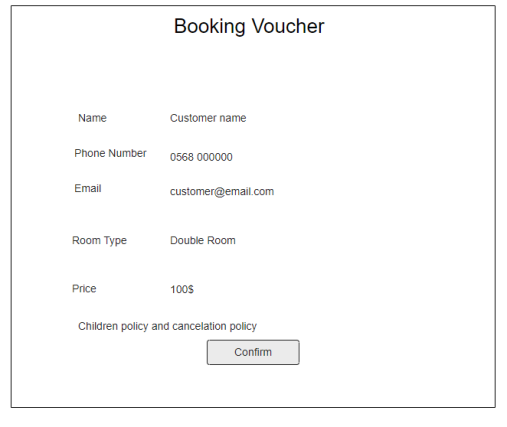 Booking Voucher
Name Customer name
Phone Number 0568 000000
Email customer@email.com
Room Type Double Room
Price 100$
Children policy and cancelation policy
Confirm